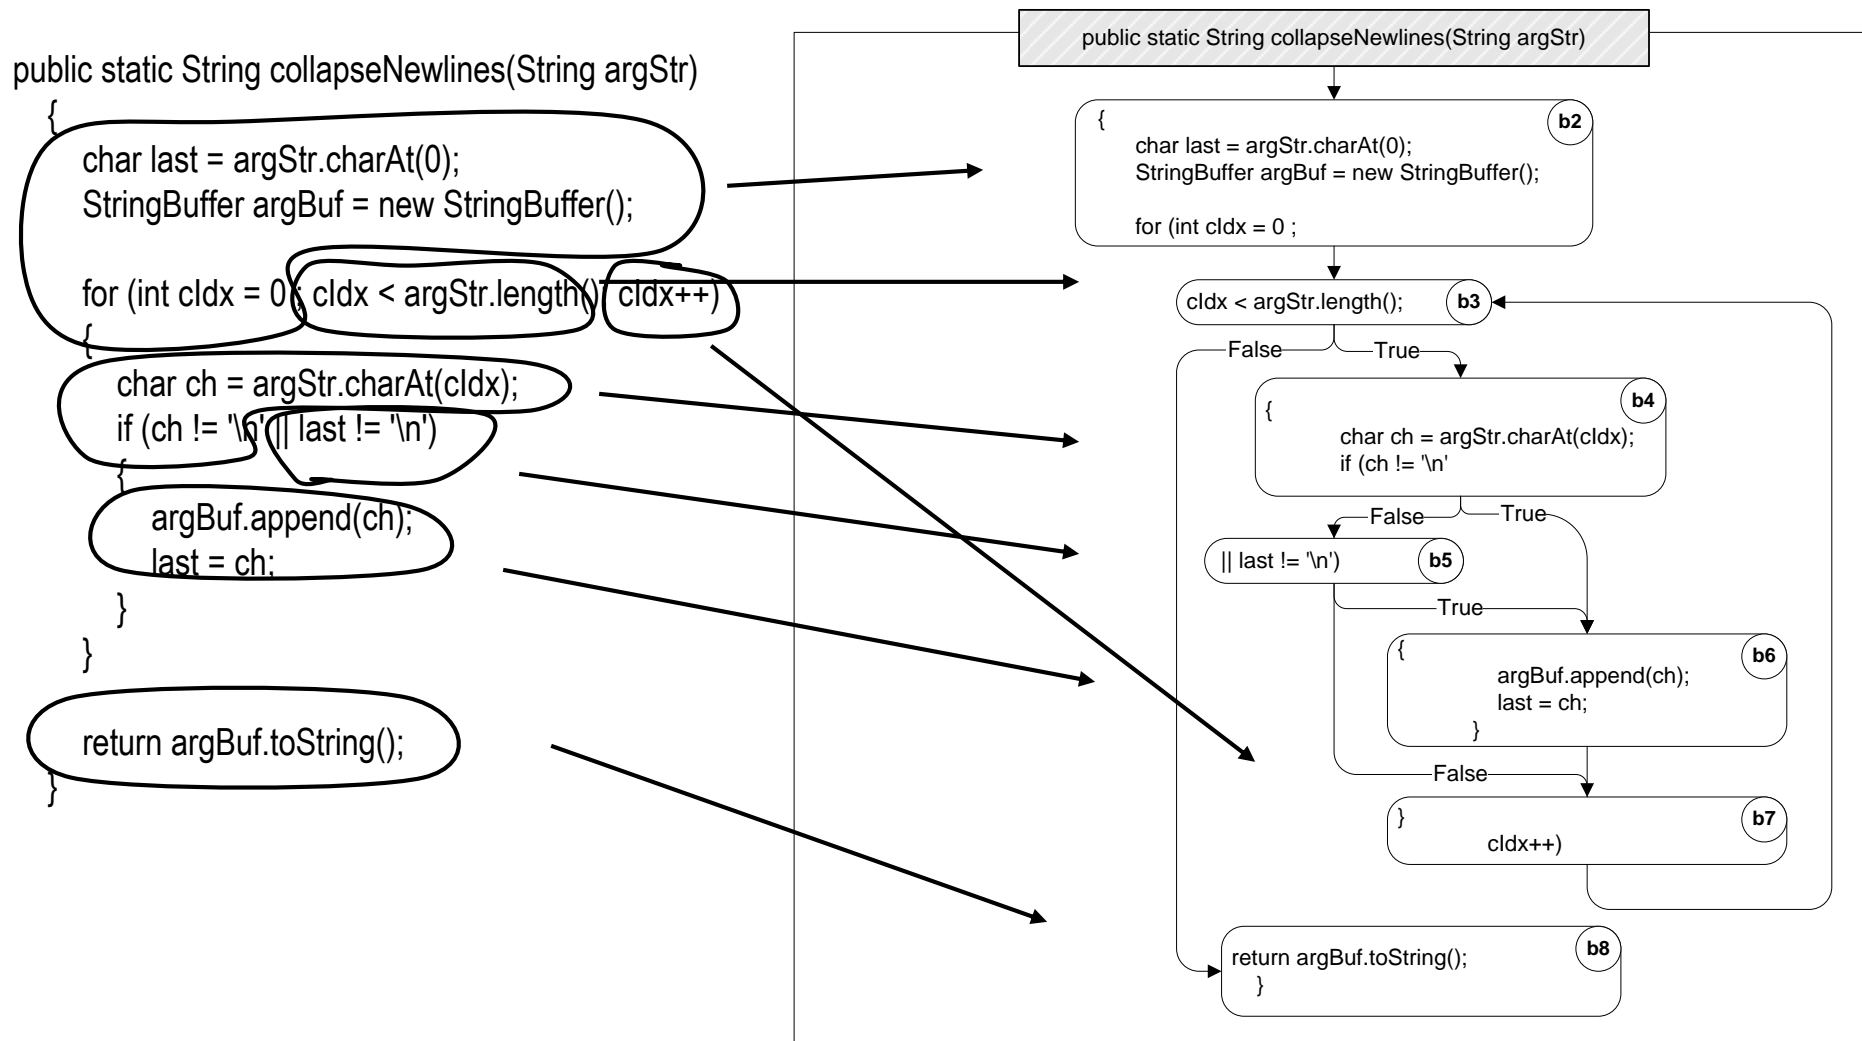 public static String collapseNewlines(String argStr)
{
char last = argStr.charAt(0);
StringBuffer argBuf = new StringBuffer();
for (int cIdx = 0 ; cIdx < argStr.length() cIdx++)
{
char ch = argStr.charAt(cIdx);
if (ch != '\n' || last != '\n')
{
argBuf.append(ch);
last = ch;
}
}
return argBuf.toString();
}
public static String collapseNewlines(String argStr)
{
b2
char last = argStr.charAt(0);
StringBuffer argBuf = new StringBuffer();
for (int cIdx = 0 ;
cIdx < argStr.length();
b3
False
True
{
b4
char ch = argStr.charAt(cIdx);
if (ch != '\n'
False
True
|| last != '\n')
b5
True
{
b6
argBuf.append(ch);
last = ch;
}
False
}
b7
cIdx++)
return argBuf.toString();
b8
}